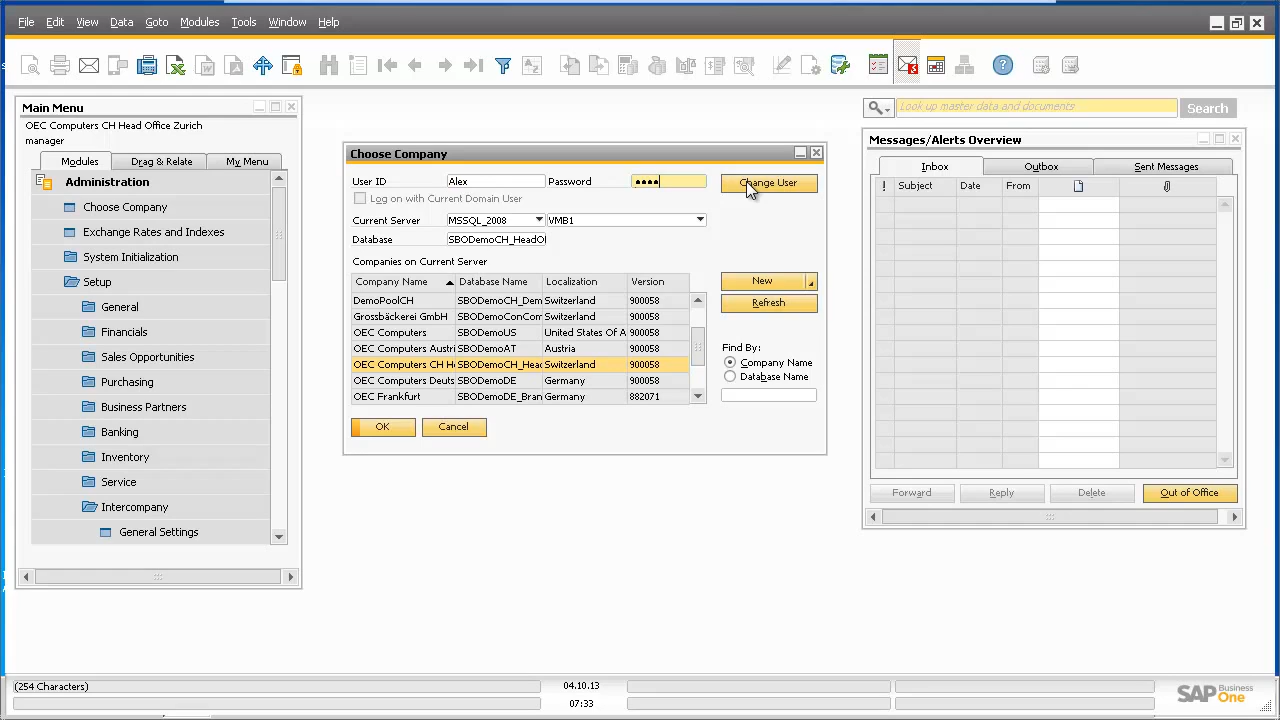 File Edit View Data Goto Modules Tools Window Help
Look up master data and documents Search
Main Menu
OEC Computers CH Head Office Zurich
manager
Modules Drag & Relate My Menu
Administration
Choose Company
Exchange Rates and Indexes
System Initialization
Setup
General
Financials
Sales Opportunities
Purchasing
Business Partners
Banking
Inventory
Service
Intercompany
General Settings
Choose Company
User ID Alex Password •••• Change User
Log on with Current Domain User
Current Server MSSQL_2008 VMB1
Database SBODemoCH_HeadO
Companies on Current Server
Company Name Database Name Localization Version
DemoPoolCH SBODemoCH_Dem Switzerland 900058
Grossbäckerei GmbH SBODemoConCom Switzerland 900058
OEC Computers SBODemoUS United States Of A 900058
OEC Computers Austri SBODemoAT Austria 900058
OEC Computers CH H SBODemoCH_Head Switzerland 900058
OEC Computers Deuts SBODemoDE Germany 900058
OEC Frankfurt SBODemoDE_Bran Germany 882071
New
Refresh
Find By:
Company Name
Database Name
OK Cancel
Messages/Alerts Overview
Inbox Outbox Sent Messages
! Subject Date From
Forward Reply Delete Out of Office
(254 Characters) 04.10.13
07:33
SAP Business One